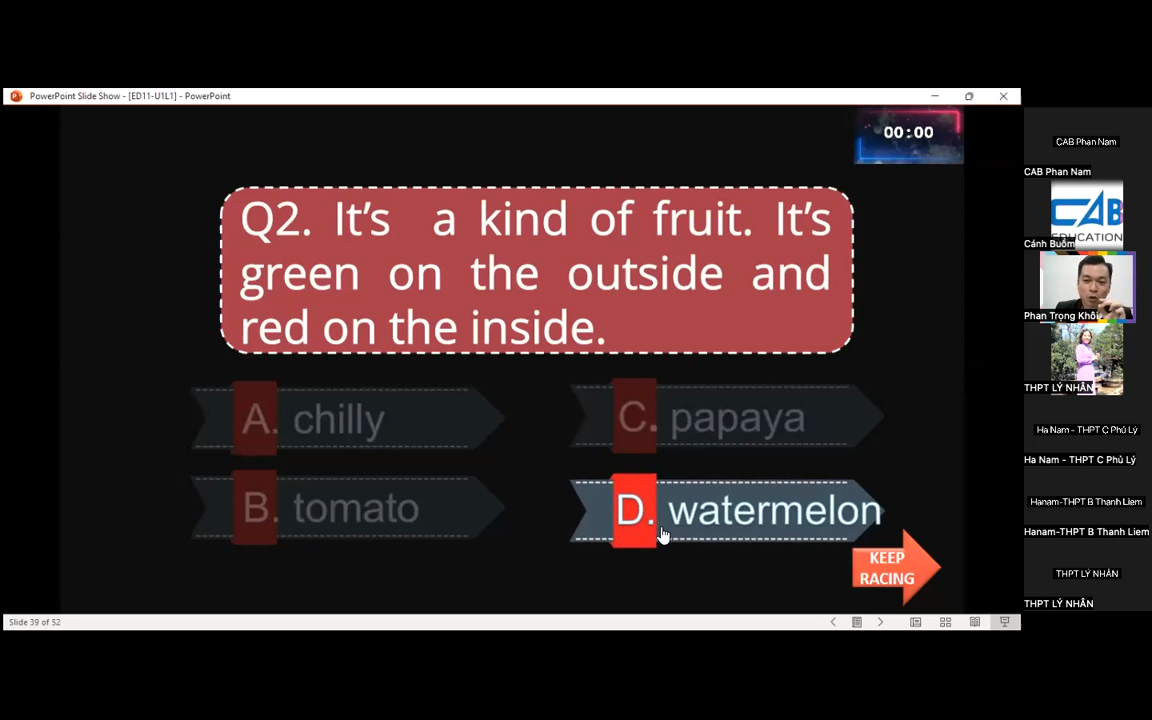 PowerPoint Slide Show - [ED11-U1L1] - PowerPoint
00:00
Q2. It's a kind of fruit. It's
green on the outside and
red on the inside.
A. chilly
C. papaya
B. tomato
D. watermelon
KEEP
RACING
Slide 39 of 52
CAB Phan Nam
CAB Phan Nam
CAB
EDUCATION
Cánh Buồm
Phan Trọng Khôi
THPT LÝ NHÂN
Ha Nam - THPT C Phủ Lý
Ha Nam - THPT C Phủ Lý
Hanam-THPT B Thanh Liem
Hanam-THPT B Thanh Liem
THPT LÝ NHÂN
THPT LÝ NHÂN